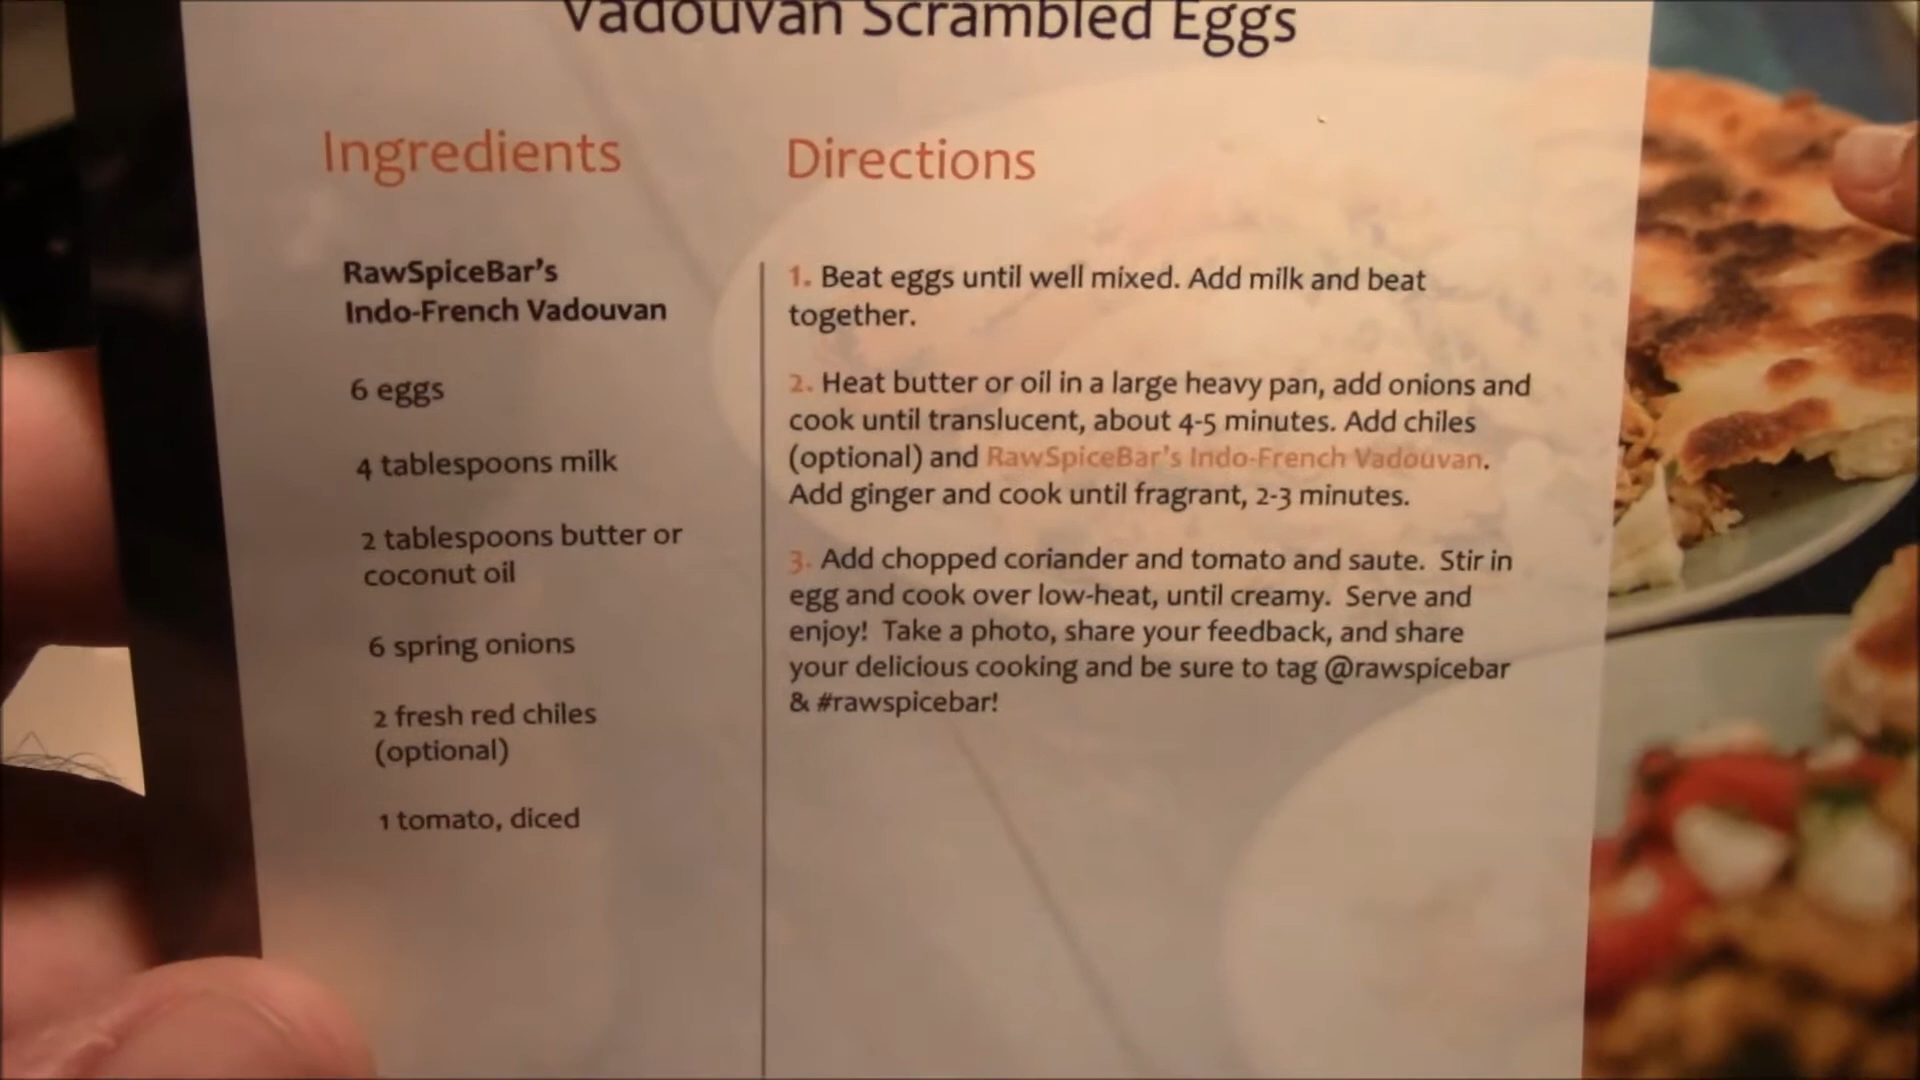 Vadouvan Scrambled Eggs
Ingredients
RawSpiceBar's
Indo-French Vadouvan
6 eggs
4 tablespoons milk
2 tablespoons butter or
coconut oil
6 spring onions
2 fresh red chiles
(optional)
1 tomato, diced
Directions
1. Beat eggs until well mixed. Add milk and beat
together.
2. Heat butter or oil in a large heavy pan, add onions and
cook until translucent, about 4-5 minutes. Add chiles
(optional) and RawSpiceBar's Indo-French Vadouvan.
Add ginger and cook until fragrant, 2-3 minutes.
3. Add chopped coriander and tomato and saute. Stir in
egg and cook over low-heat, until creamy. Serve and
enjoy! Take a photo, share your feedback, and share
your delicious cooking and be sure to tag @rawspicebar
& #rawspicebar!